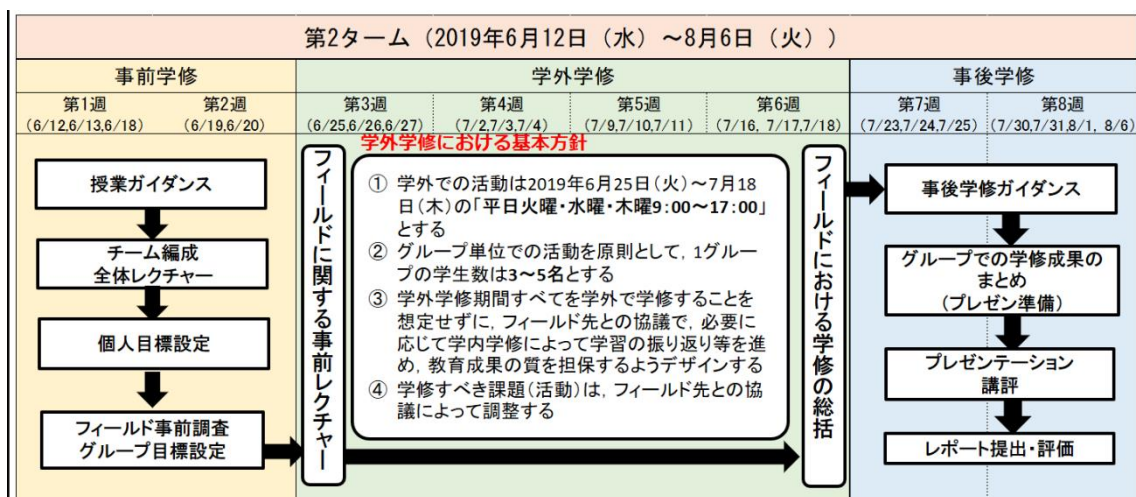 第2ターム（2019年6月12日（水）～8月6日（火））
事前学修
学外学修
事後学修
第1週
(6/12,6/13,6/18)
第2週
(6/19,6/20)
第3週
(6/25,6/26,6/27)
第4週
(7/2,7/3,7/4)
第5週
(7/9,7/10,7/11)
第6週
(7/16, 7/17,7/18)
第7週
(7/23,7/24,7/25)
第8週
(7/30,7/31,8/1, 8/6)
授業ガイダンス
チーム編成
全体レクチャー
個人目標設定
フィールド事前調査
グループ目標設定
フィールドに関する事前レクチャー
学外学修における基本方針
① 学外での活動は2019年6月25日(火)～7月18
日(木)の「平日火曜・水曜・木曜9:00～17:00」
とする
② グループ単位での活動を原則として，1グルー
プの学生数は3～5名とする
③ 学外学修期間すべてを学外で学修することを
想定せずに，フィールド先との協議で，必要に
応じて学内学修によって学習の振り返り等を進
め，教育成果の質を担保するようデザインする
④ 学修すべき課題(活動)は，フィールド先との協
議によって調整する
フィールドにおける学修の総括
事後学修ガイダンス
グループでの学修成果の
まとめ
(プレゼン準備)
プレゼンテーション
講評
レポート提出・評価